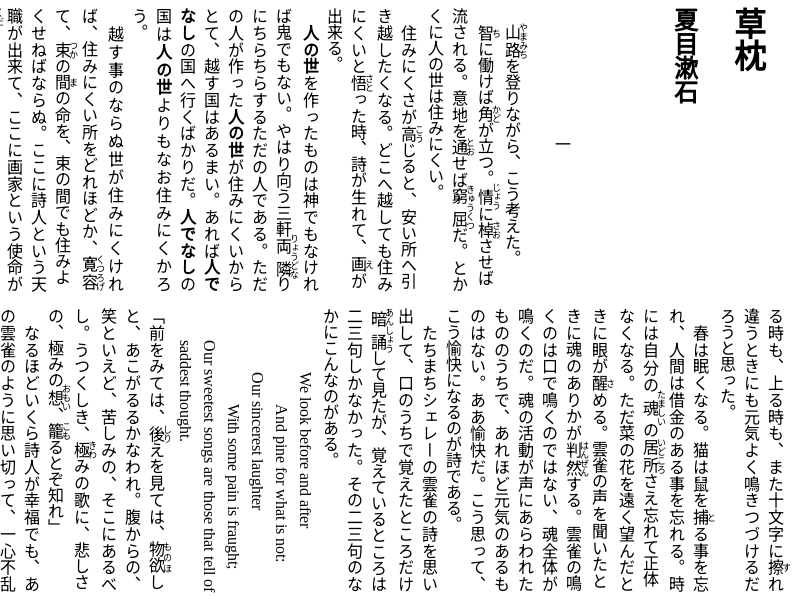 草枕
夏目漱石
一
山路を登りながら、こう考えた。
智に働けば角が立つ。情に棹させば
流される。意地を通せば窮屈だ。とか
くに人の世は住みにくい。
住みにくさが高じると、安い所へ引
き越したくなる。どこへ越しても住み
にくいと悟った時、詩が生れて、画が
出来る。
人の世を作ったものは神でもなけれ
ば鬼でもない。やはり向う三軒両隣り
にちらちらするただの人である。ただ
の人が作った人の世が住みにくいから
とて、越す国はあるまい。あれば人で
なしの国へ行くばかりだ。人でなしの
国は人の世よりもなお住みにくかろ
う。
越す事のならぬ世が住みにくけれ
ば、住みにくい所をどれほどか、寛容
て、束の間の命を、束の間でも住みよ
くせねばならぬ。ここに詩人という天
職が出来て、ここに画家という使命が
る時も、上る時も、また十文字に擦れ
違うときにも元気よく鳴きつづけるだ
ろうと思った。
春は眠くなる。猫は鼠を捕る事を忘
れ、人間は借金のある事を忘れる。時
には自分の魂の居所さえ忘れて正体
なくなる。ただ菜の花を遠く望んだと
きに眼が醒める。雲雀の声を聞いたと
きに魂のありかが判然する。雲雀の鳴
くのは口で鳴くのではない、魂全体が
鳴くのだ。魂の活動が声にあらわれた
もののうちで、あれほど元気のあるも
のはない。ああ愉快だ。こう思って、
こう愉快になるのが詩である。
たちまちシェレーの雲雀の詩を思い
出して、口のうちで覚えたところだけ
暗誦して見たが、覚えているところは
二三句しかなかった。その二三句のな
かにこんなのがある。
We look before and after
And pine for what is not:
Our sincerest laughter
With some pain is fraught;
Our sweetest songs are those that tell of
saddest thought.
「前をみては、後えを見ては、物欲し
と、あこがるるかなわれ。腹からの、
笑といえど、苦しみの、そこにあるべ
し。うつくしき、極みの歌に、悲しさ
の、極みの想、籠るとぞ知れ」
なるほどいくら詩人が幸福でも、あ
の雲雀のように思い切って、一心不乱